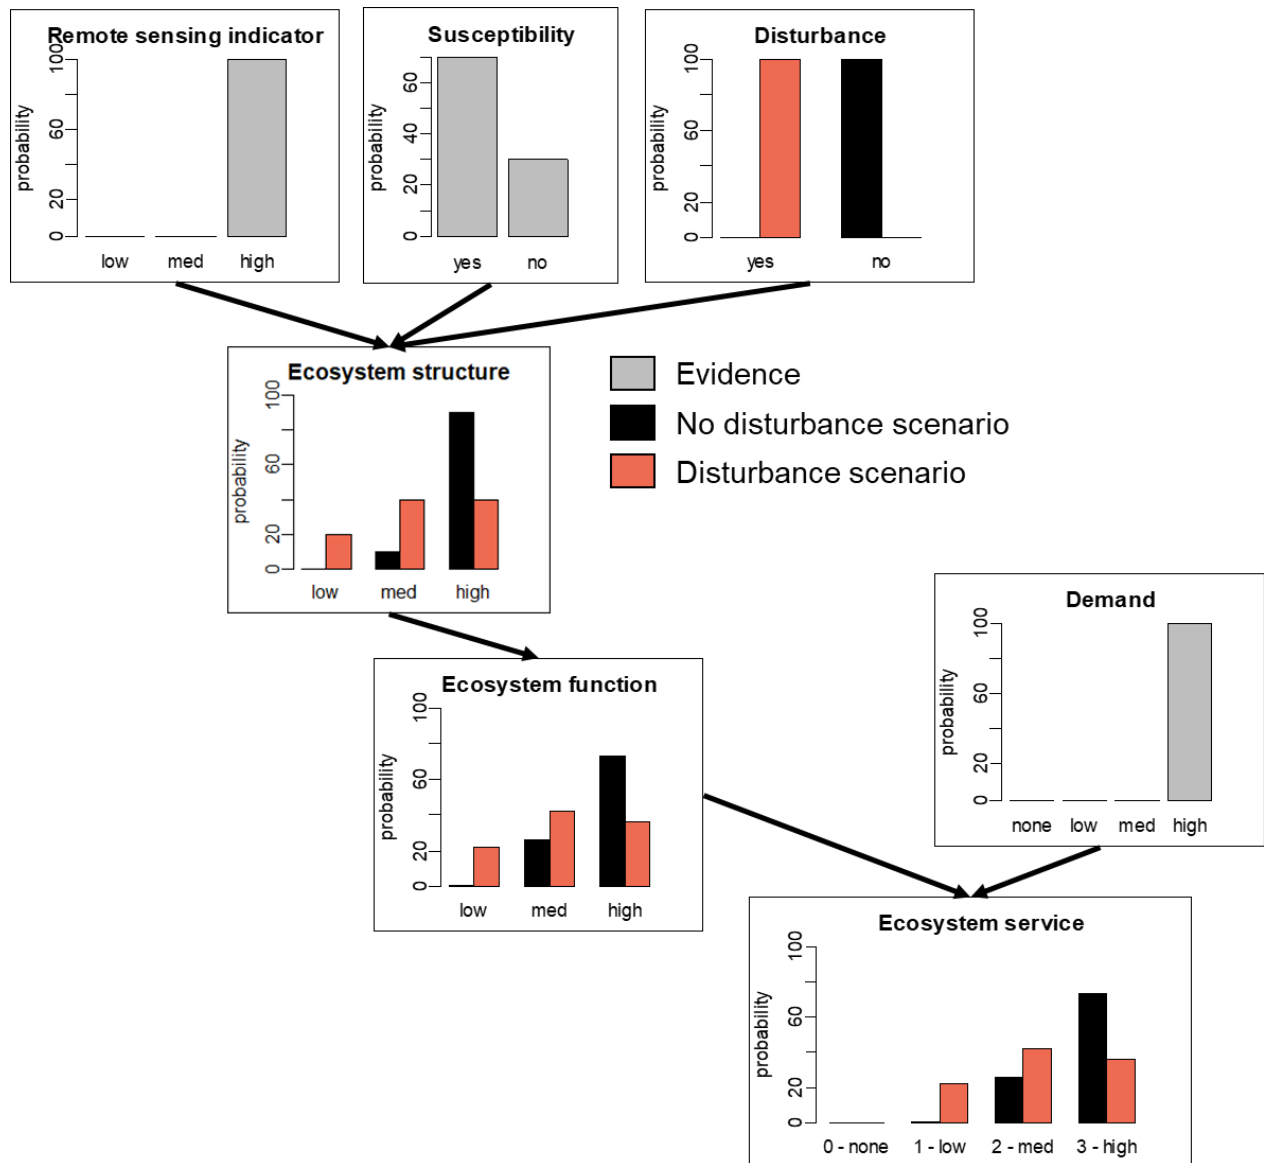 Remote sensing indicator
probability
0
20
60
100
low med high
Susceptibility
probability
0
20
40
60
yes no
Disturbance
probability
0
20
60
100
yes no
Ecosystem structure
probability
0
20
60
100
low med high
Evidence
No disturbance scenario
Disturbance scenario
Demand
probability
0
20
60
100
none low med high
Ecosystem function
probability
0
20
60
100
low med high
Ecosystem service
probability
0
20
60
100
0 - none 1 - low 2 - med 3 - high